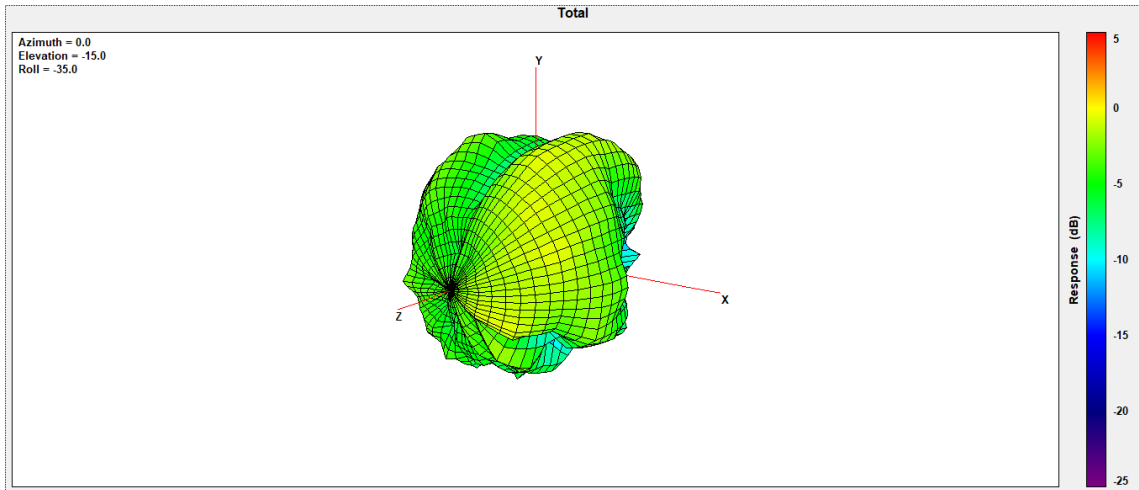 Total
Azimuth = 0.0
Elevation = -15.0
Roll = -35.0
Y
X
Z
5
0
-5
-10
-15
-20
-25
Response (dB)